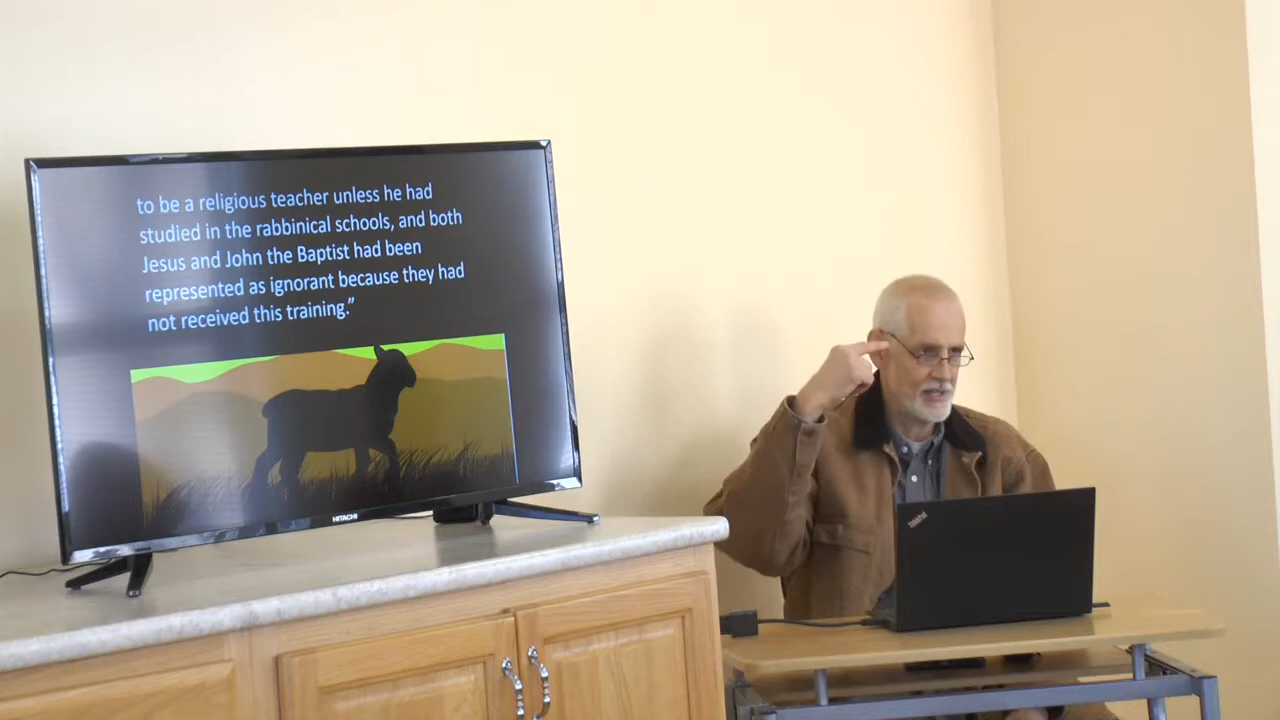 to be a religious teacher unless he had
studied in the rabbinical schools, and both
Jesus and John the Baptist had been
represented as ignorant because they had
not received this training.”
HITACHI
ThinkPad